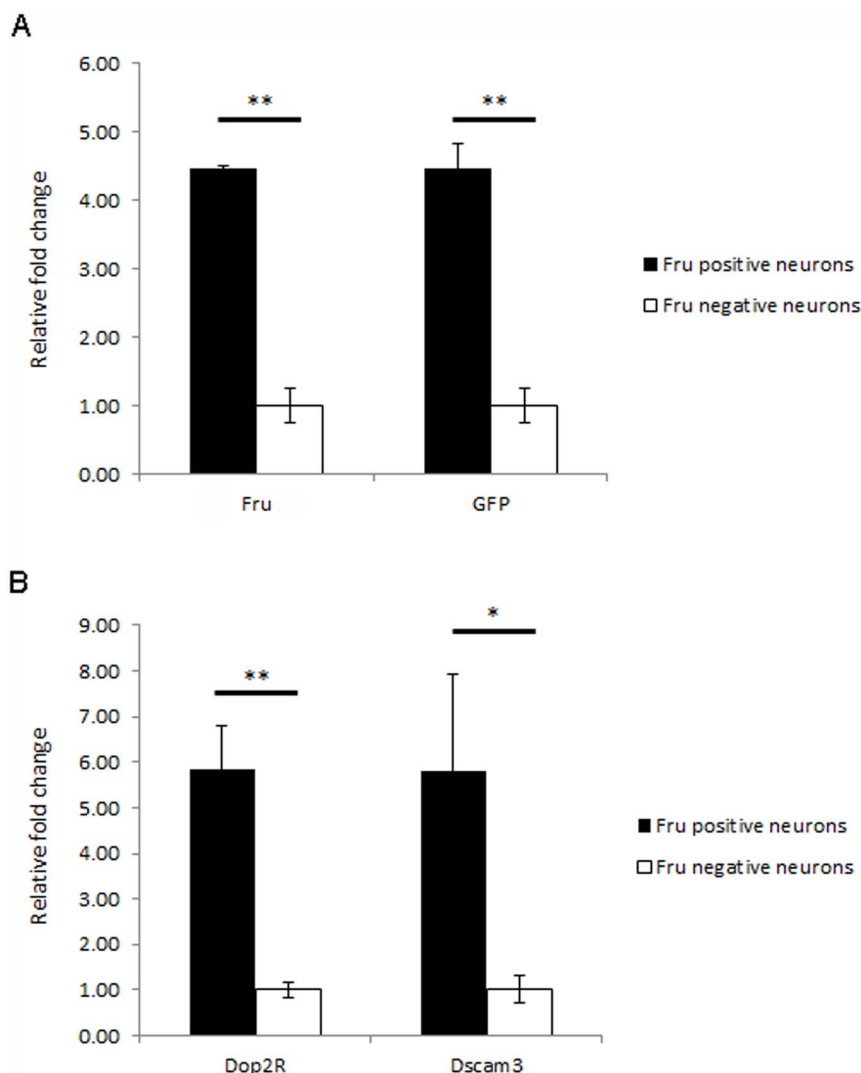 A
6.00
5.00
4.00
3.00
2.00
1.00
0.00
Relative fold change
** **
Fru GFP
Fru positive neurons
Fru negative neurons
B
9.00
8.00
7.00
6.00
5.00
4.00
3.00
2.00
1.00
0.00
Relative fold change
** *
Dop2R Dscam3
Fru positive neurons
Fru negative neurons